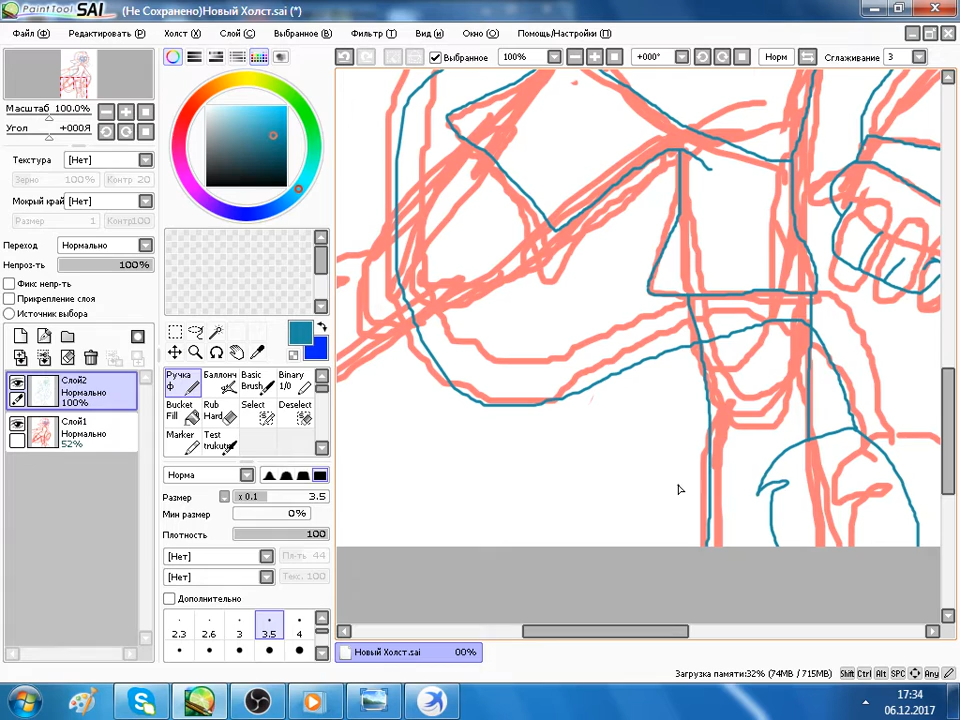 PaintTool SAI (Не Сохранено)Новый Холст.sai (*)
Файл (Ф) Редактировать (Р) Холст (Х) Слой (С) Выбранное (В) Фильтр (Т) Вид (и) Окно (О) Помощь/Настройки (П)
Выбранное 100% +000° Норм Сглаживание 3
Масштаб 100.0%
Угол +000Я
Текстура [Нет]
Зерно 100% Контр 20
Мокрый край [Нет]
Размер 1 Контр100
Переход Нормально
Непроз-ть 100%
Фикс непр-ть
Прикрепление слоя
Источник выбора
Слой2
Нормально
100%
Слой1
Нормально
52%
Ручка ф Баллонч Basic Brush Binary 1/0
Bucket Fill Rub Hard Select Deselect
Marker Test trukutru
Норма
Размер x 0.1 3.5
Мин размер 0%
Плотность 100
[Нет] Пл-ть 44
[Нет] Текс. 100
Дополнительно
2.3 2.6 3 3.5 4
Новый Холст.sai 00%
Загрузка памяти:32% (74MB / 715MB) Shift Ctrl Alt SPC Any
17:34
06.12.2017